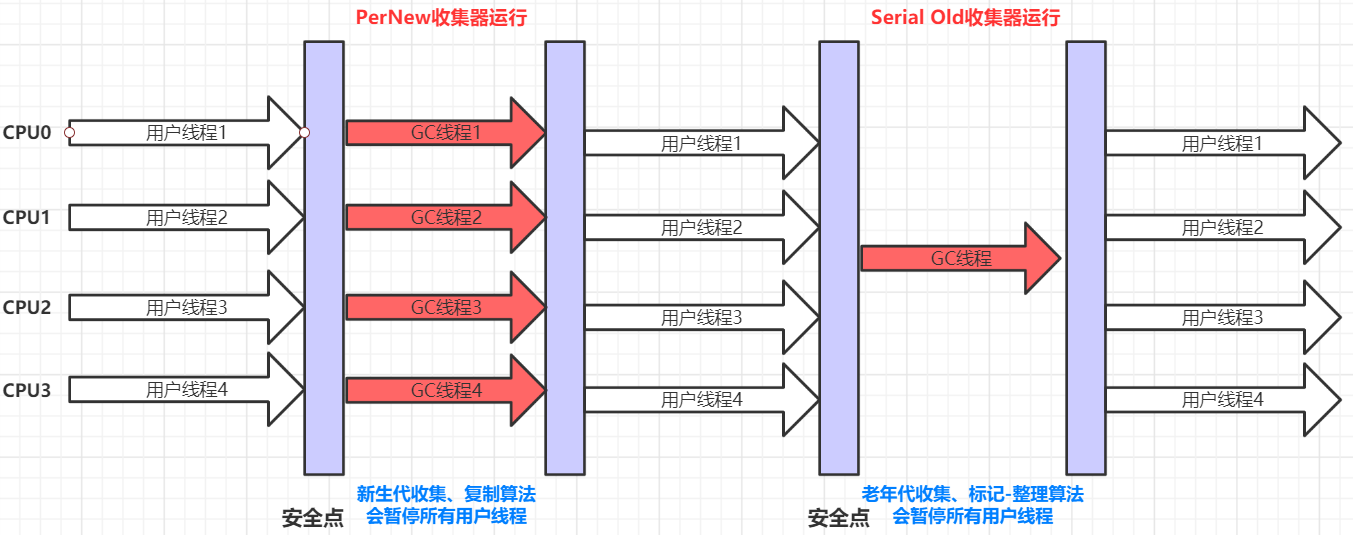 PerNew收集器运行
Serial Old收集器运行
CPU0
用户线程1
GC线程1
用户线程1
用户线程1
CPU1
用户线程2
GC线程2
用户线程2
用户线程2
GC线程
CPU2
用户线程3
GC线程3
用户线程3
用户线程3
CPU3
用户线程4
GC线程4
用户线程4
用户线程4
安全点
新生代收集、复制算法
会暂停所有用户线程
安全点
老年代收集、标记-整理算法
会暂停所有用户线程